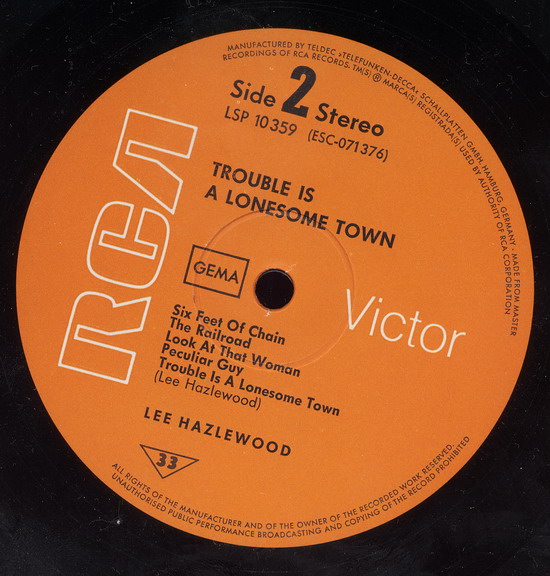 MANUFACTURED BY TELDEC »TELEFUNKEN-DECCA« SCHALLPLATTEN GMBH, HAMBURG, GERMANY - MADE FROM MASTER
RECORDINGS OF RCA RECORDS. TM(S) ® MARCA(S) REGISTRADA(S) USED BY AUTHORITY OF RCA CORPORATION
Side 2 Stereo
LSP 10359 (ESC-071376)
TROUBLE IS
A LONESOME TOWN
RCA
GEMA
Victor
Six Feet Of Chain
The Railroad
Look At That Woman
Peculiar Guy
Trouble Is A Lonesome Town
(Lee Hazlewood)
LEE HAZLEWOOD
33
ALL RIGHTS OF THE MANUFACTURER AND OF THE OWNER OF THE RECORDED WORK RESERVED.
UNAUTHORISED PUBLIC PERFORMANCE BROADCASTING AND COPYING OF THE RECORD PROHIBITED